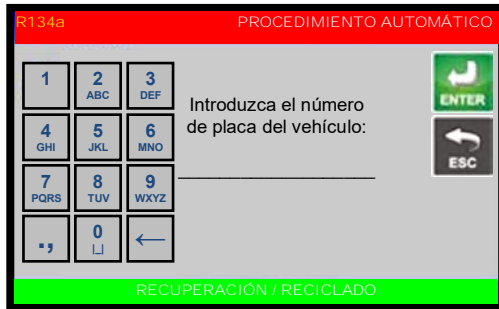 R134a PROCEDIMIENTO AUTOMÁTICO
1 2 3
ABC DEF
Introduzca el número
de placa del vehículo:
4 5 6
GHI JKL MNO
7 8 9
PQRS TUV WXYZ
., 0 ←
ENTER
ESC
RECUPERACIÓN / RECICLADO